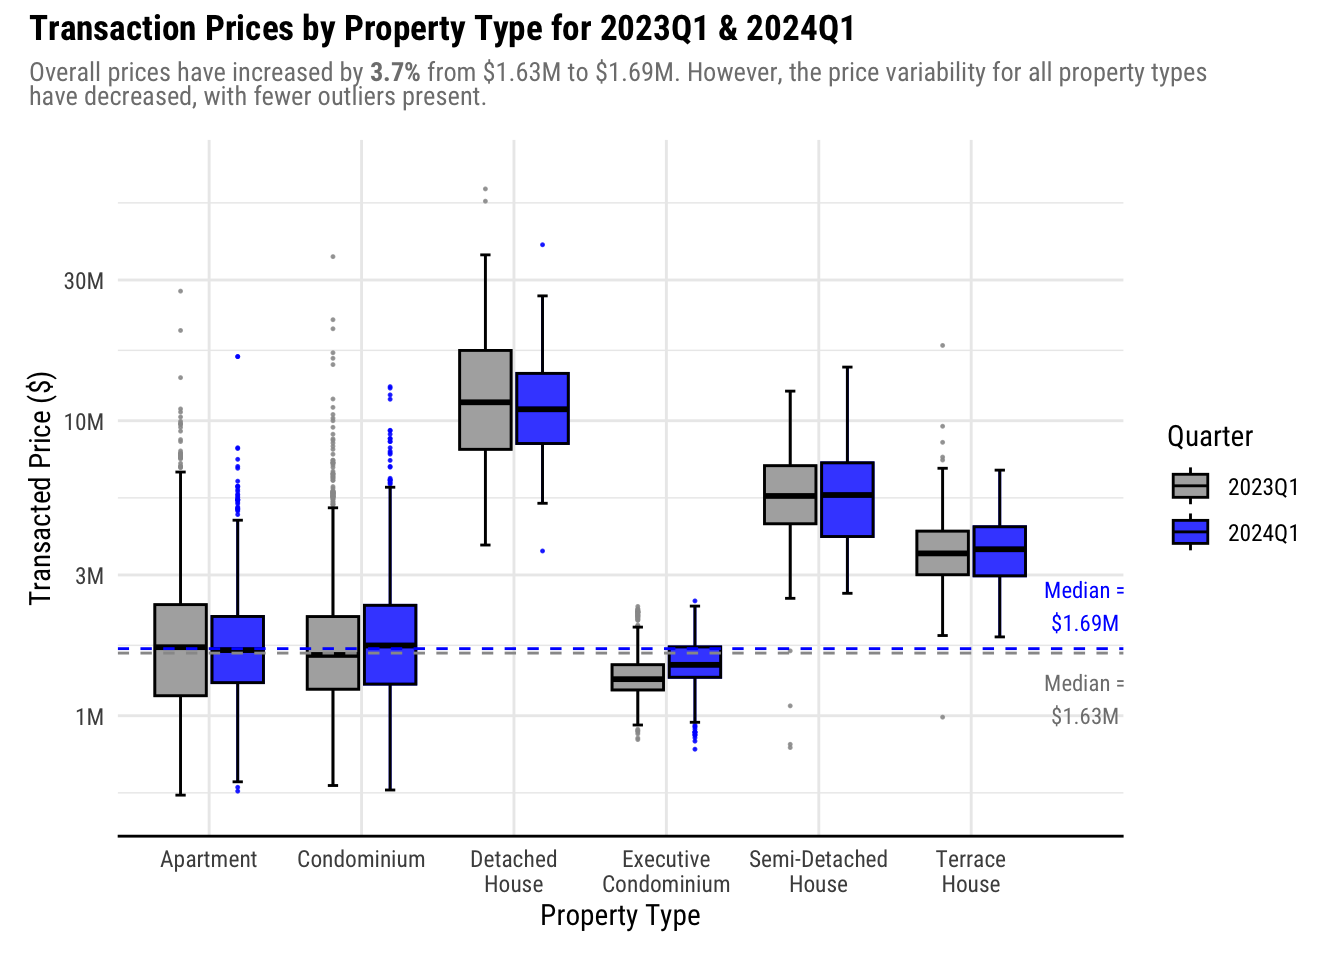 Transaction Prices by Property Type for 2023Q1 & 2024Q1
Overall prices have increased by 3.7% from $1.63M to $1.69M. However, the price variability for all property types
have decreased, with fewer outliers present.
Transacted Price ($)
30M
10M
3M
1M
Median =
$1.69M
Median =
$1.63M
Quarter
2023Q1
2024Q1
Apartment
Condominium
Detached
House
Executive
Condominium
Semi-Detached
House
Terrace
House
Property Type